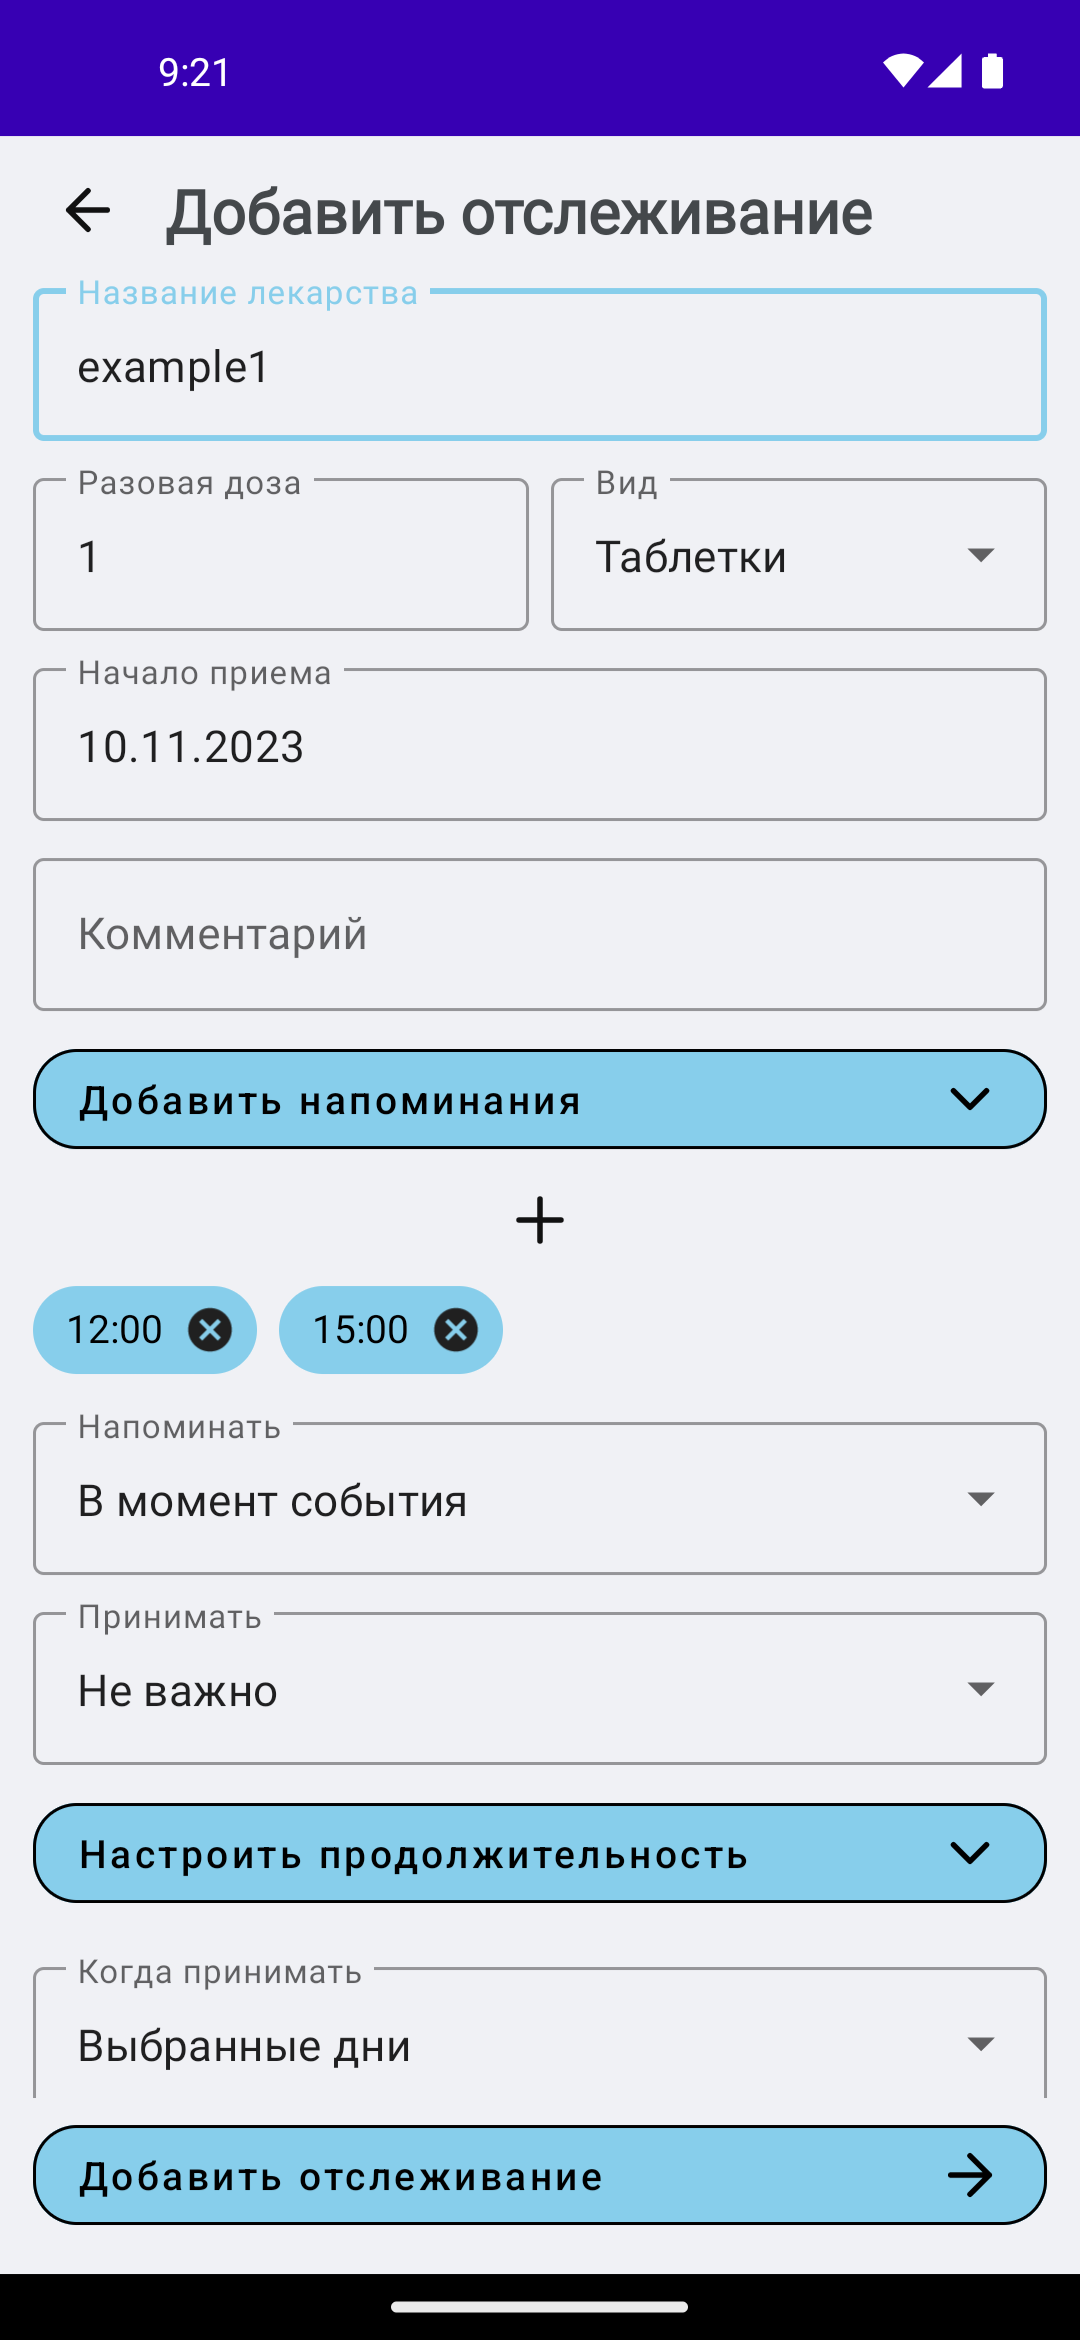 9:21
Добавить отслеживание
Название лекарства
example1
Разовая доза
Вид
1
Таблетки
Начало приема
10.11.2023
Комментарий
Добавить напоминания
12:00
15:00
Напоминать
В момент события
Принимать
Не важно
Настроить продолжительность
Когда принимать
Выбранные дни
Добавить отслеживание